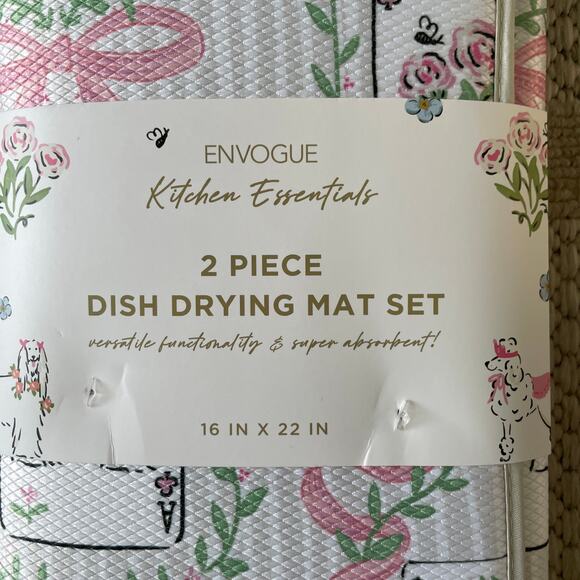 ENVOGUE
Kitchen Essentials
2 PIECE
DISH DRYING MAT SET
versatile functionality & super absorbent!
16 IN X 22 IN
A